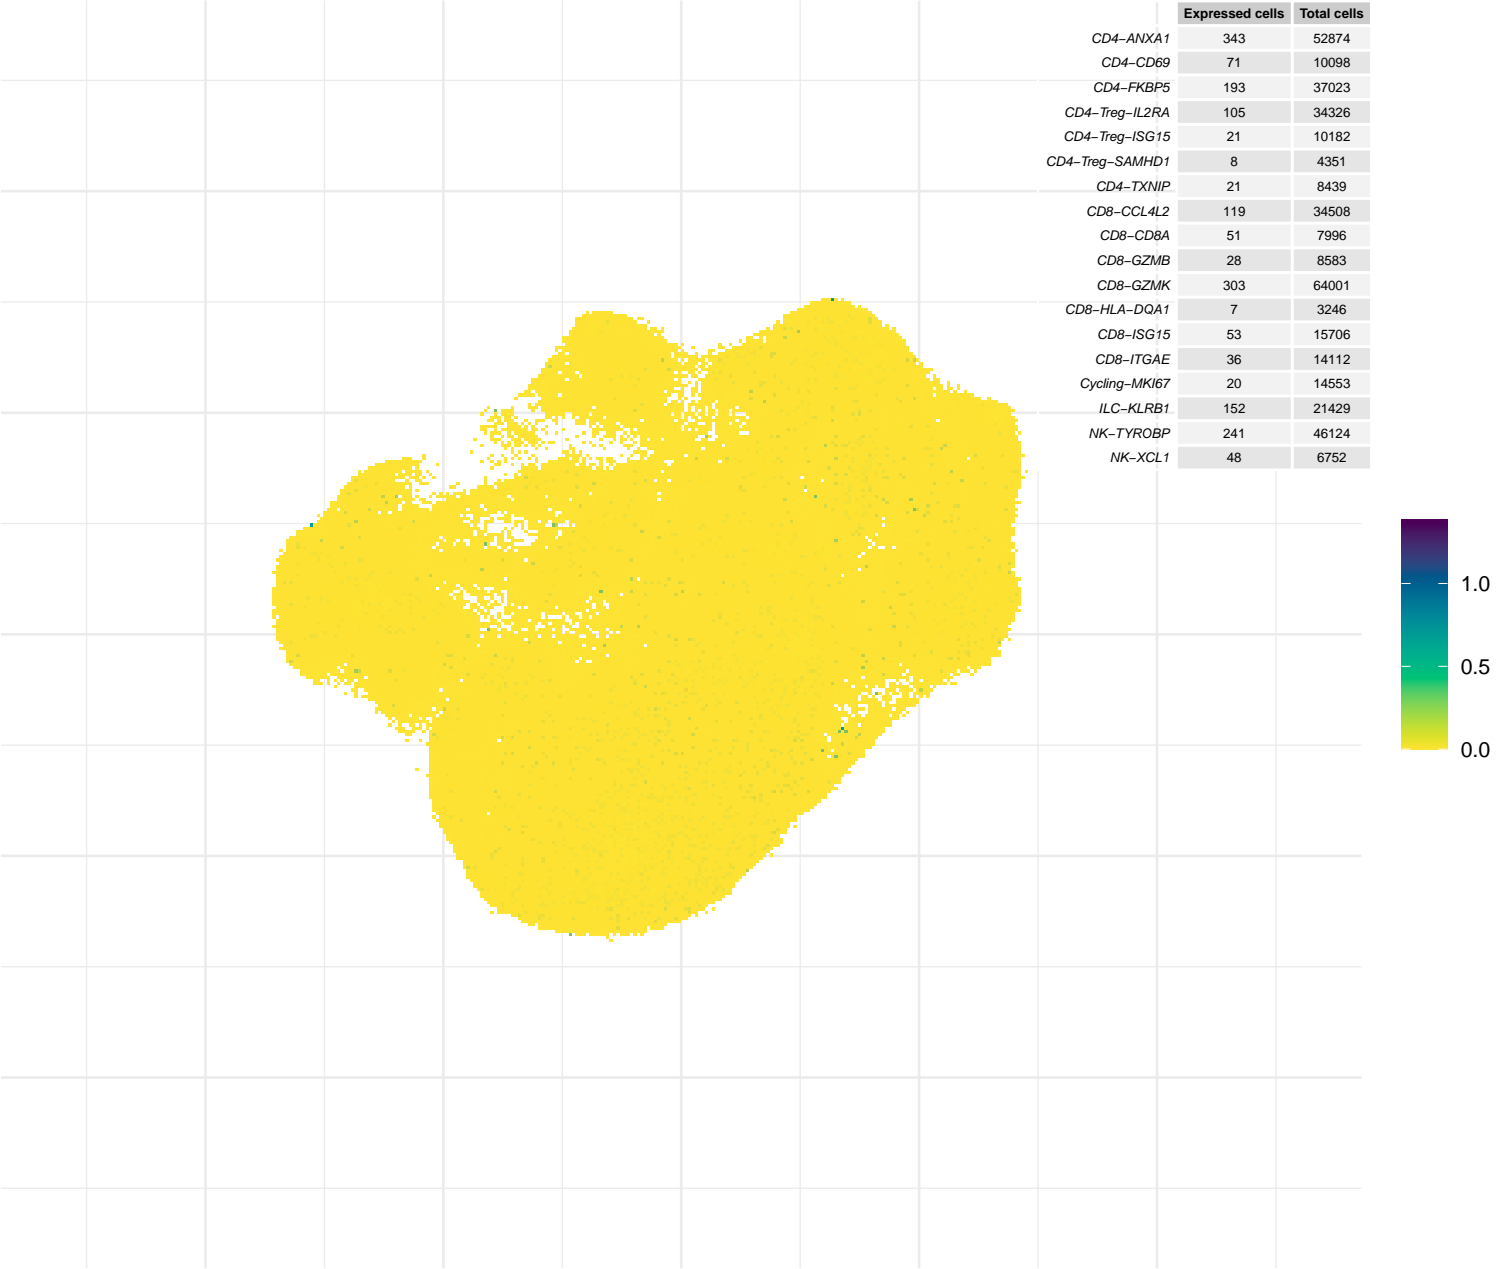 Expressed cells Total cells
CD4−ANXA1 343 52874
CD4−CD69 71 10098
CD4−FKBP5 193 37023
CD4−Treg−IL2RA 105 34326
CD4−Treg−ISG15 21 10182
CD4−Treg−SAMHD1 8 4351
CD4−TXNIP 21 8439
CD8−CCL4L2 119 34508
CD8−CD8A 51 7996
CD8−GZMB 28 8583
CD8−GZMK 303 64001
CD8−HLA−DQA1 7 3246
CD8−ISG15 53 15706
CD8−ITGAE 36 14112
Cycling−MKI67 20 14553
ILC−KLRB1 152 21429
NK−TYROBP 241 46124
NK−XCL1 48 6752
1.0
0.5
0.0